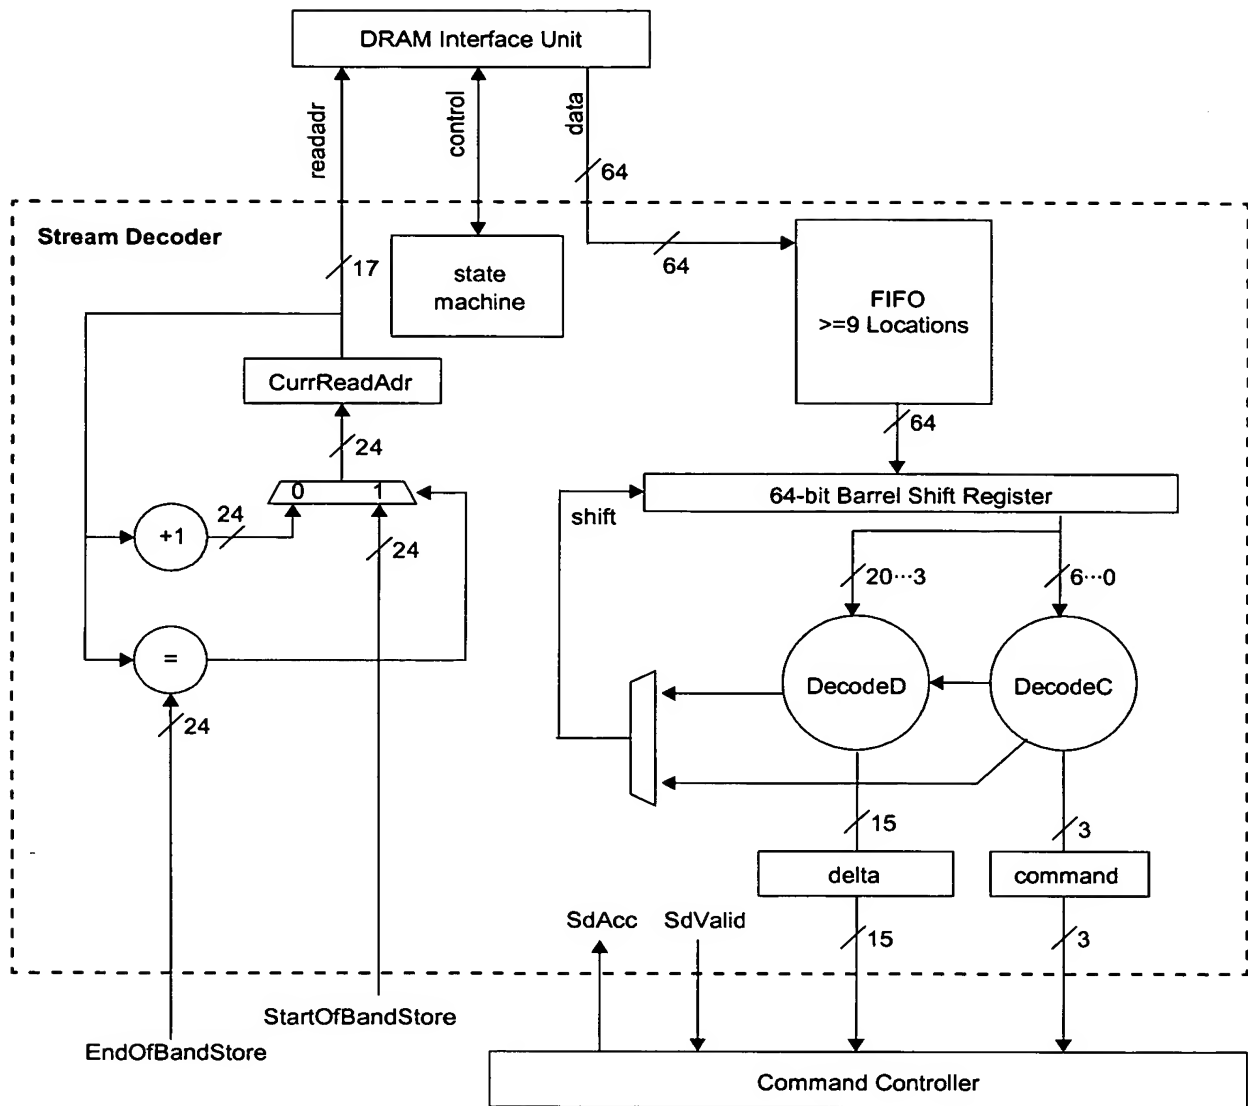 DRAM Interface Unit
readadr
control
data
64
Stream Decoder
17
state
machine
64
FIFO
>=9 Locations
CurrReadAdr
24
64
0 1
64-bit Barrel Shift Register
shift
+1
24
24
20···3
6···0
=
DecodeD
DecodeC
24
15
3
delta
command
SdAcc
SdValid
15
3
StartOfBandStore
EndOfBandStore
Command Controller